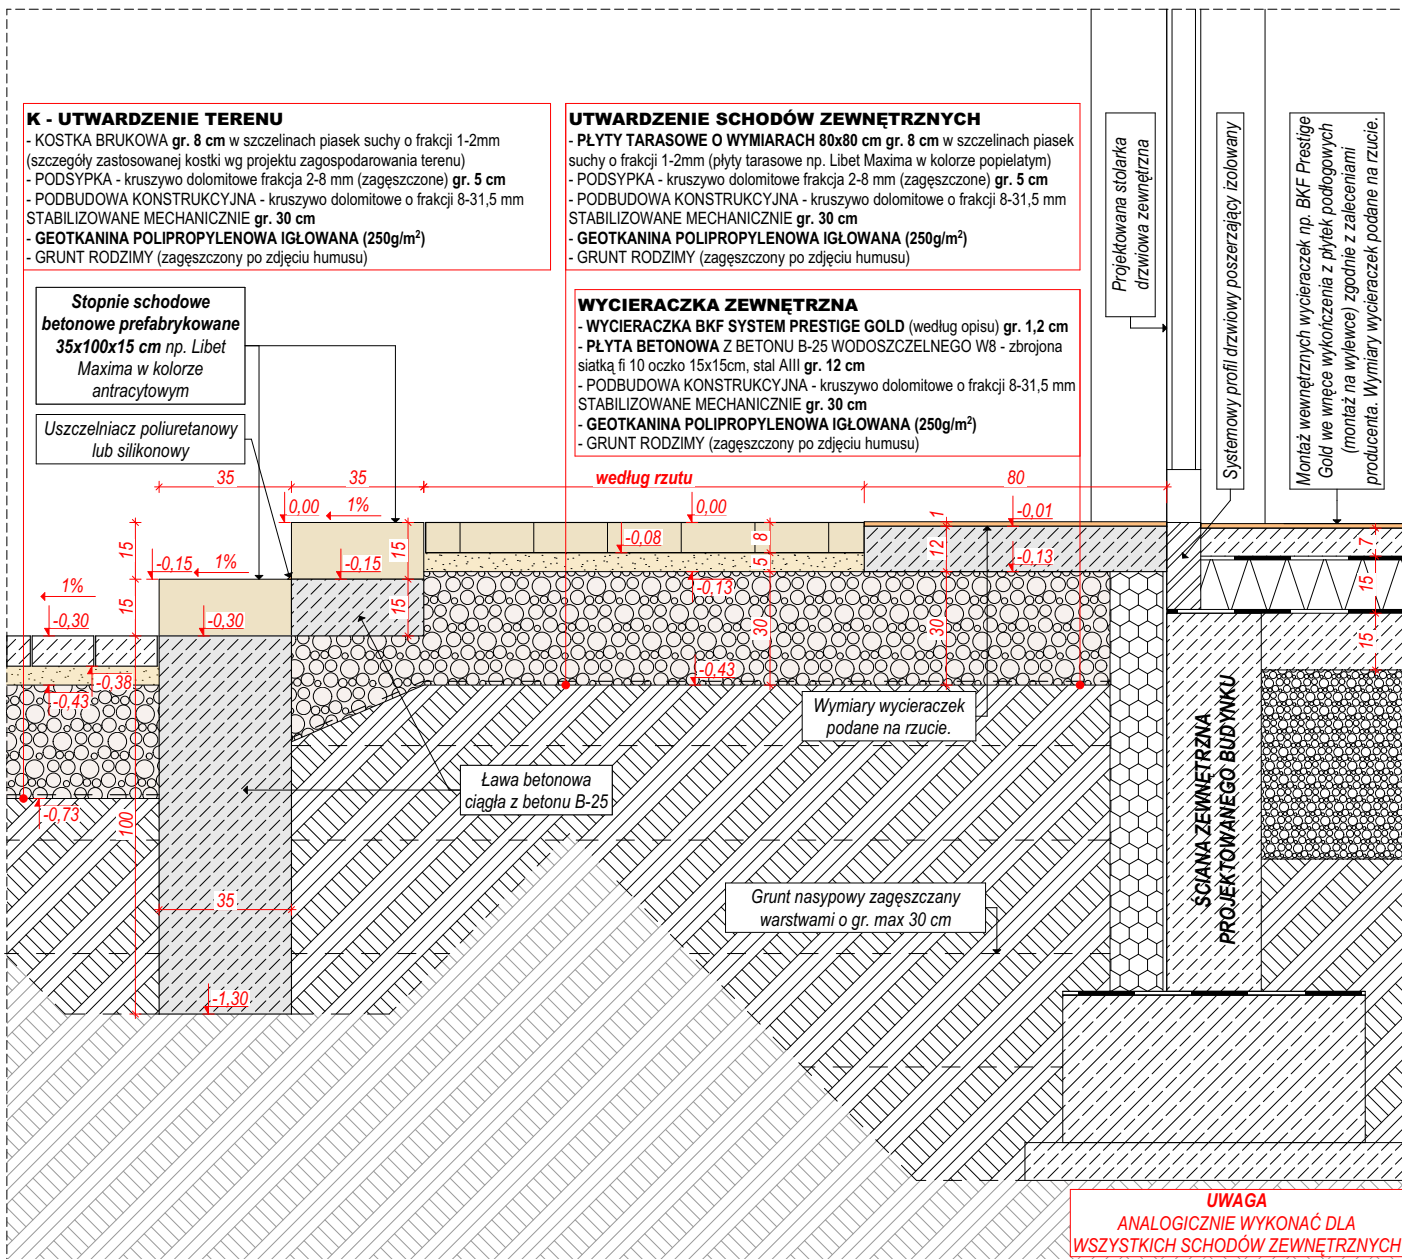 K - UTWARDZENIE TERENU
- KOSTKA BRUKOWA gr. 8 cm w szczelinach piasek suchy o frakcji 1-2mm
(szczegóły zastosowanej kostki wg projektu zagospodarowania terenu)
- PODSYPKA - kruszywo dolomitowe frakcja 2-8 mm (zagęszczone) gr. 5 cm
- PODBUDOWA KONSTRUKCYJNA - kruszywo dolomitowe o frakcji 8-31,5 mm
STABILIZOWANE MECHANICZNIE gr. 30 cm
- GEOTKANINA POLIPROPYLENOWA IGŁOWANA (250g/m²)
- GRUNT RODZIMY (zagęszczony po zdjęciu humusu)
UTWARDZENIE SCHODÓW ZEWNĘTRZNYCH
- PŁYTY TARASOWE O WYMIARACH 80x80 cm gr. 8 cm w szczelinach piasek
suchy o frakcji 1-2mm (płyty tarasowe np. Libet Maxima w kolorze popielatym)
- PODSYPKA - kruszywo dolomitowe frakcja 2-8 mm (zagęszczone) gr. 5 cm
- PODBUDOWA KONSTRUKCYJNA - kruszywo dolomitowe o frakcji 8-31,5 mm
STABILIZOWANE MECHANICZNIE gr. 30 cm
- GEOTKANINA POLIPROPYLENOWA IGŁOWANA (250g/m²)
- GRUNT RODZIMY (zagęszczony po zdjęciu humusu)
WYCIERACZKA ZEWNĘTRZNA
- WYCIERACZKA BKF SYSTEM PRESTIGE GOLD (według opisu) gr. 1,2 cm
- PŁYTA BETONOWA Z BETONU B-25 WODOSZCZELNEGO W8 - zbrojona
siatką fi 10 oczko 15x15cm, stal AIII gr. 12 cm
- PODBUDOWA KONSTRUKCYJNA - kruszywo dolomitowe o frakcji 8-31,5 mm
STABILIZOWANE MECHANICZNIE gr. 30 cm
- GEOTKANINA POLIPROPYLENOWA IGŁOWANA (250g/m²)
- GRUNT RODZIMY (zagęszczony po zdjęciu humusu)
Projektowana stolarka
drzwiowa zewnętrzna
Systemowy profil drzwiowy poszerzający izolowany
Montaż wewnętrznych wycieraczek np. BKF Prestige
Gold we wnęce wykończenia z płytek podłogowych
(montaż na wylewce) zgodnie z zaleceniami
producenta. Wymiary wycieraczek podane na rzucie.
Stopnie schodowe
betonowe prefabrykowane
35x100x15 cm np. Libet
Maxima w kolorze
antracytowym
Uszczelniacz poliuretanowy
lub silikonowy
35
35
według rzutu
80
0,00
1%
0,00
1
-0,01
15
15
-0,08
8
12
7
-0,15
1%
-0,15
5
-0,13
-0,13
1%
15
15
15
-0,30
-0,30
30
30
15
-0,38
-0,43
-0,43
Wymiary wycieraczek
podane na rzucie.
Ława betonowa
ciągła z betonu B-25
-0,73
100
35
Grunt nasypowy zagęszczany
warstwami o gr. max 30 cm
ŚCIANA ZEWNĘTRZNA
PROJEKTOWANEGO BUDYNKU
-1,30
UWAGA
ANALOGICZNIE WYKONAĆ DLA
WSZYSTKICH SCHODÓW ZEWNĘTRZNYCH